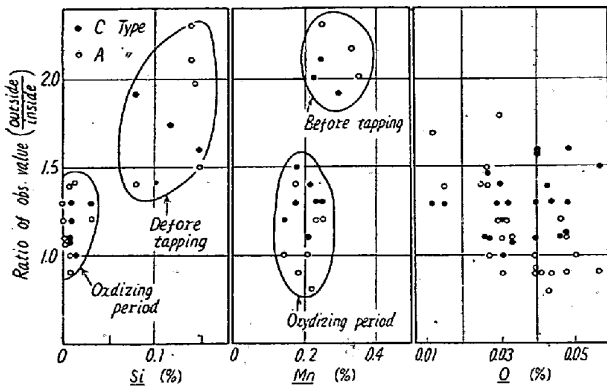 Ratio of obs. value (outside/inside)
2.0
1.5
1.0
• C Type
○ A "
Before tapping
Oxdizing period
0
0.1
Si (%)
Before tapping
Oxydizing period
0
0.2
0.4
Mn (%)
0.01
0.03
0.05
O (%)